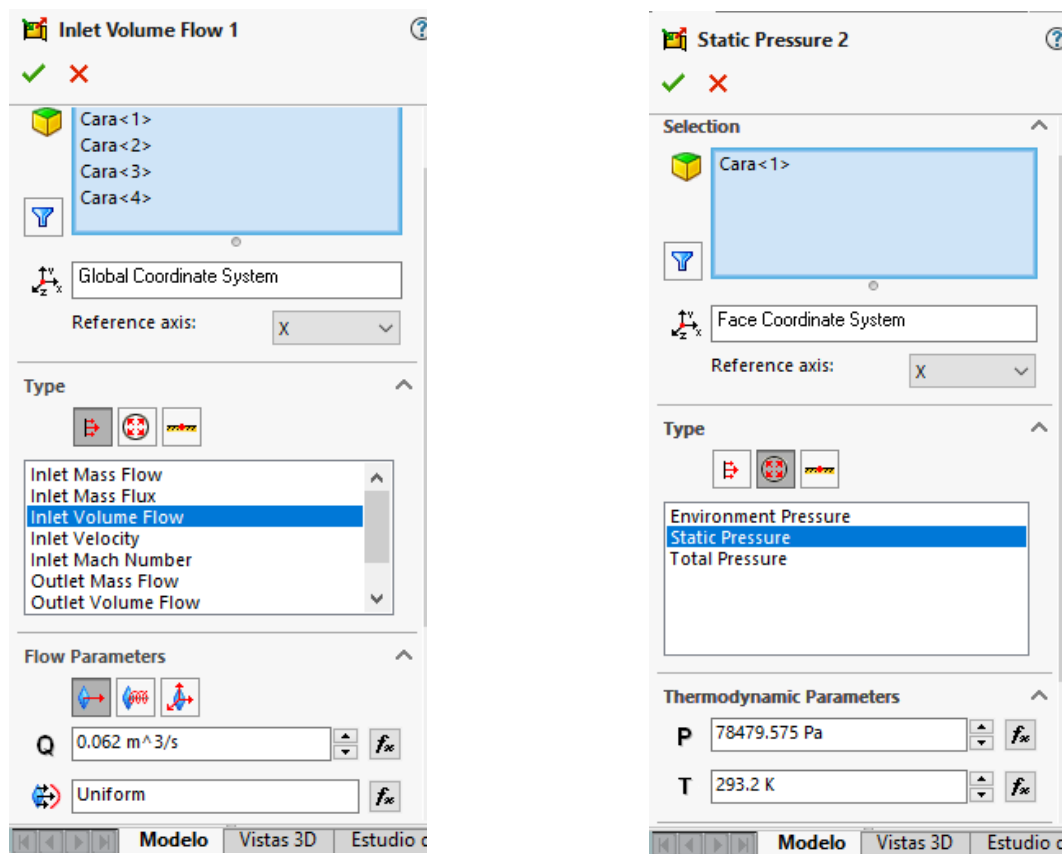 Inlet Volume Flow 1
Cara<1>
Cara<2>
Cara<3>
Cara<4>
Global Coordinate System
Reference axis:
X
Type
Inlet Mass Flow
Inlet Mass Flux
Inlet Volume Flow
Inlet Velocity
Inlet Mach Number
Outlet Mass Flow
Outlet Volume Flow
Flow Parameters
Q 0.062 m^3/s
Uniform
Modelo Vistas 3D Estudio
Static Pressure 2
Selection
Cara<1>
Face Coordinate System
Reference axis:
X
Type
Environment Pressure
Static Pressure
Total Pressure
Thermodynamic Parameters
P 78479.575 Pa
T 293.2 K
Modelo Vistas 3D Estudio